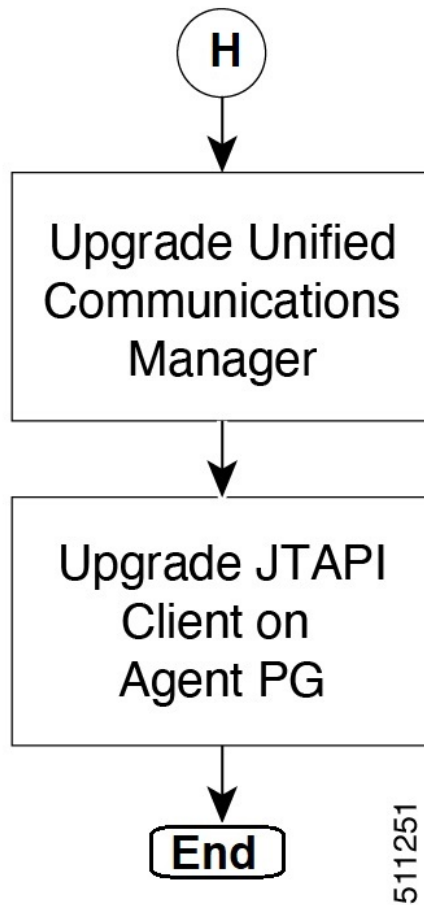 H
Upgrade Unified
Communications
Manager
Upgrade JTAPI
Client on
Agent PG
End
511251